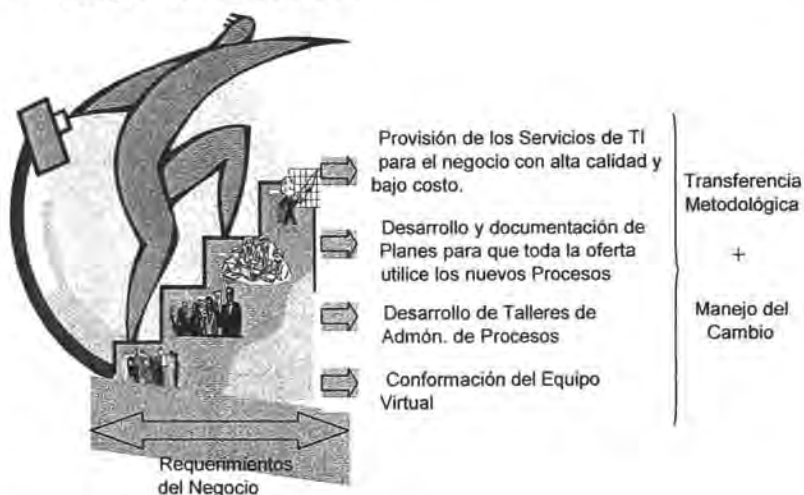 Provisión de los Servicios de TI
para el negocio con alta calidad y
bajo costo.
Desarrollo y documentación de
Planes para que toda la oferta
utilice los nuevos Procesos
Desarrollo de Talleres de
Admón. de Procesos
Conformación del Equipo
Virtual
Transferencia
Metodológica
+
Manejo del
Cambio
Requerimientos
del Negocio